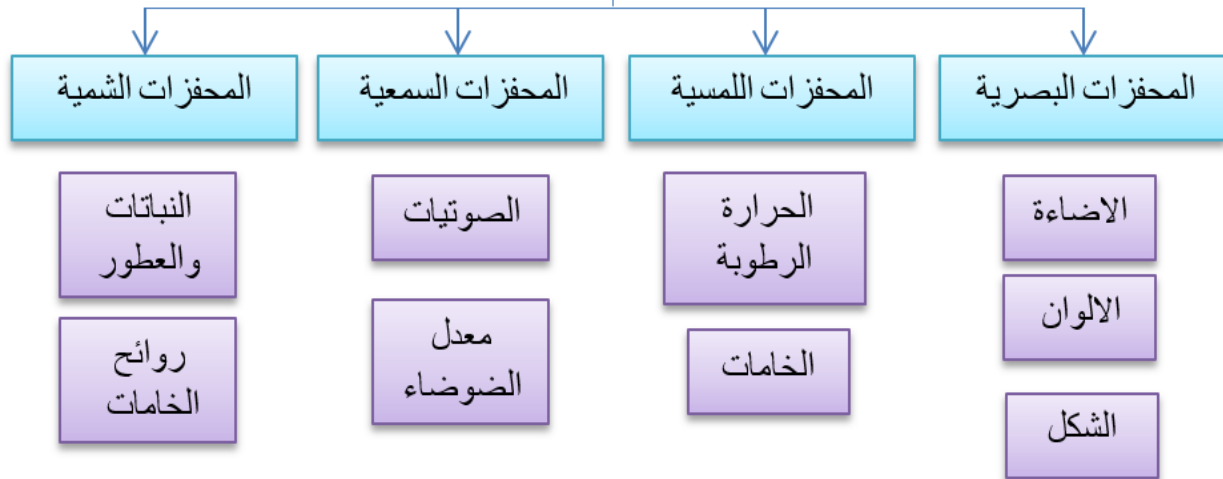 المحفزات البصرية
المحفزات اللمسية
المحفزات السمعية
المحفزات الشمية
الاضاءة
الالوان
الشكل
الحرارة
الرطوبة
الخامات
الصوتيات
معدل
الضوضاء
النباتات
والعطور
روائح
الخامات